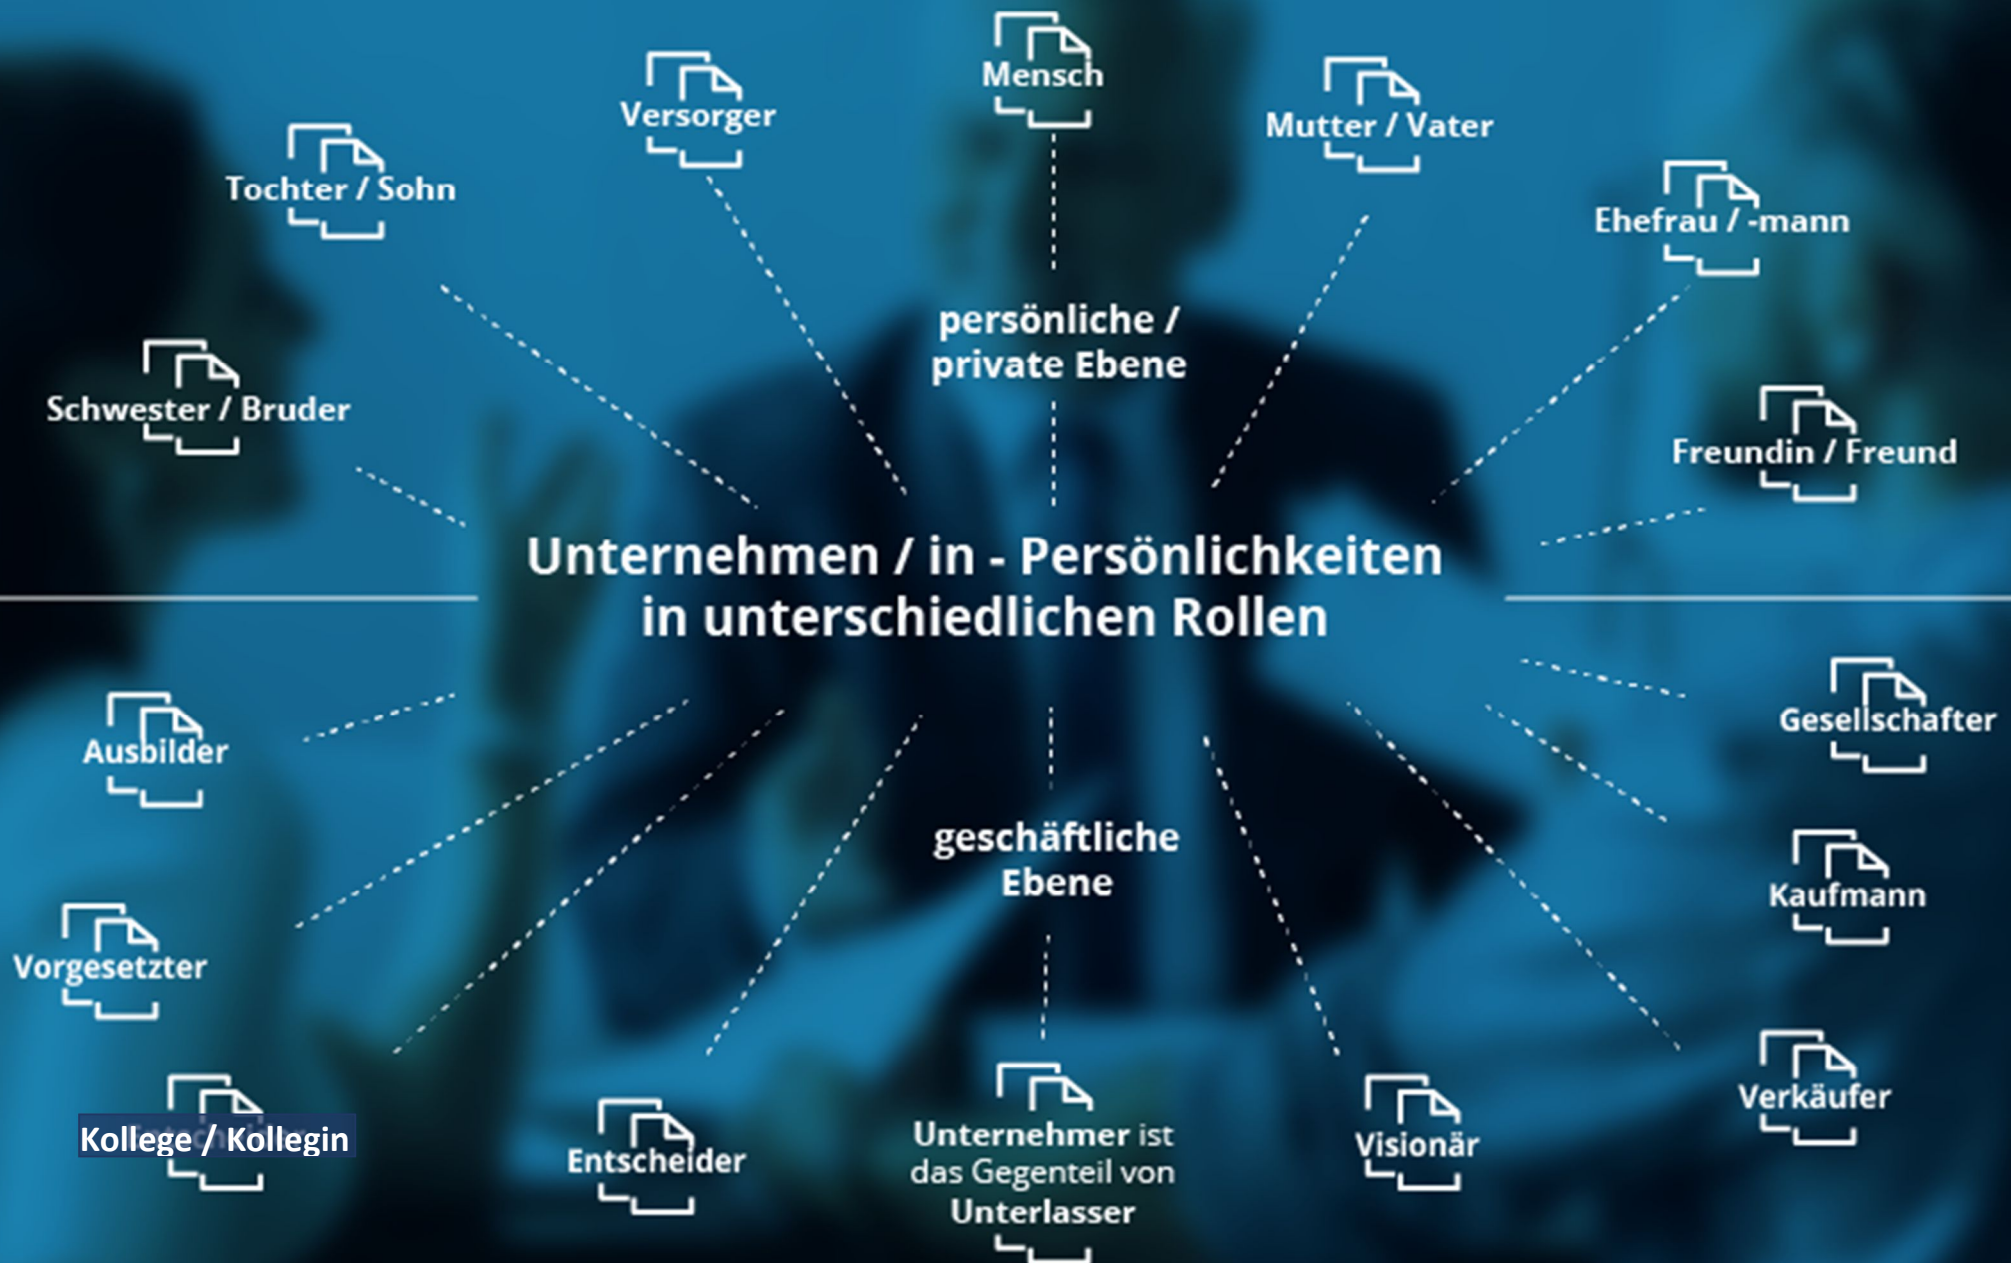 Mensch
Versorger
Mutter / Vater
Tochter / Sohn
Ehefrau / -mann
persönliche /
private Ebene
Schwester / Bruder
Freundin / Freund
Unternehmen / in - Persönlichkeiten
in unterschiedlichen Rollen
Gesellschafter
Ausbilder
geschäftliche
Ebene
Kaufmann
Vorgesetzter
Verkäufer
Kollege / Kollegin
Entscheider
Unternehmer ist
das Gegenteil von
Unterlasser
Visionär